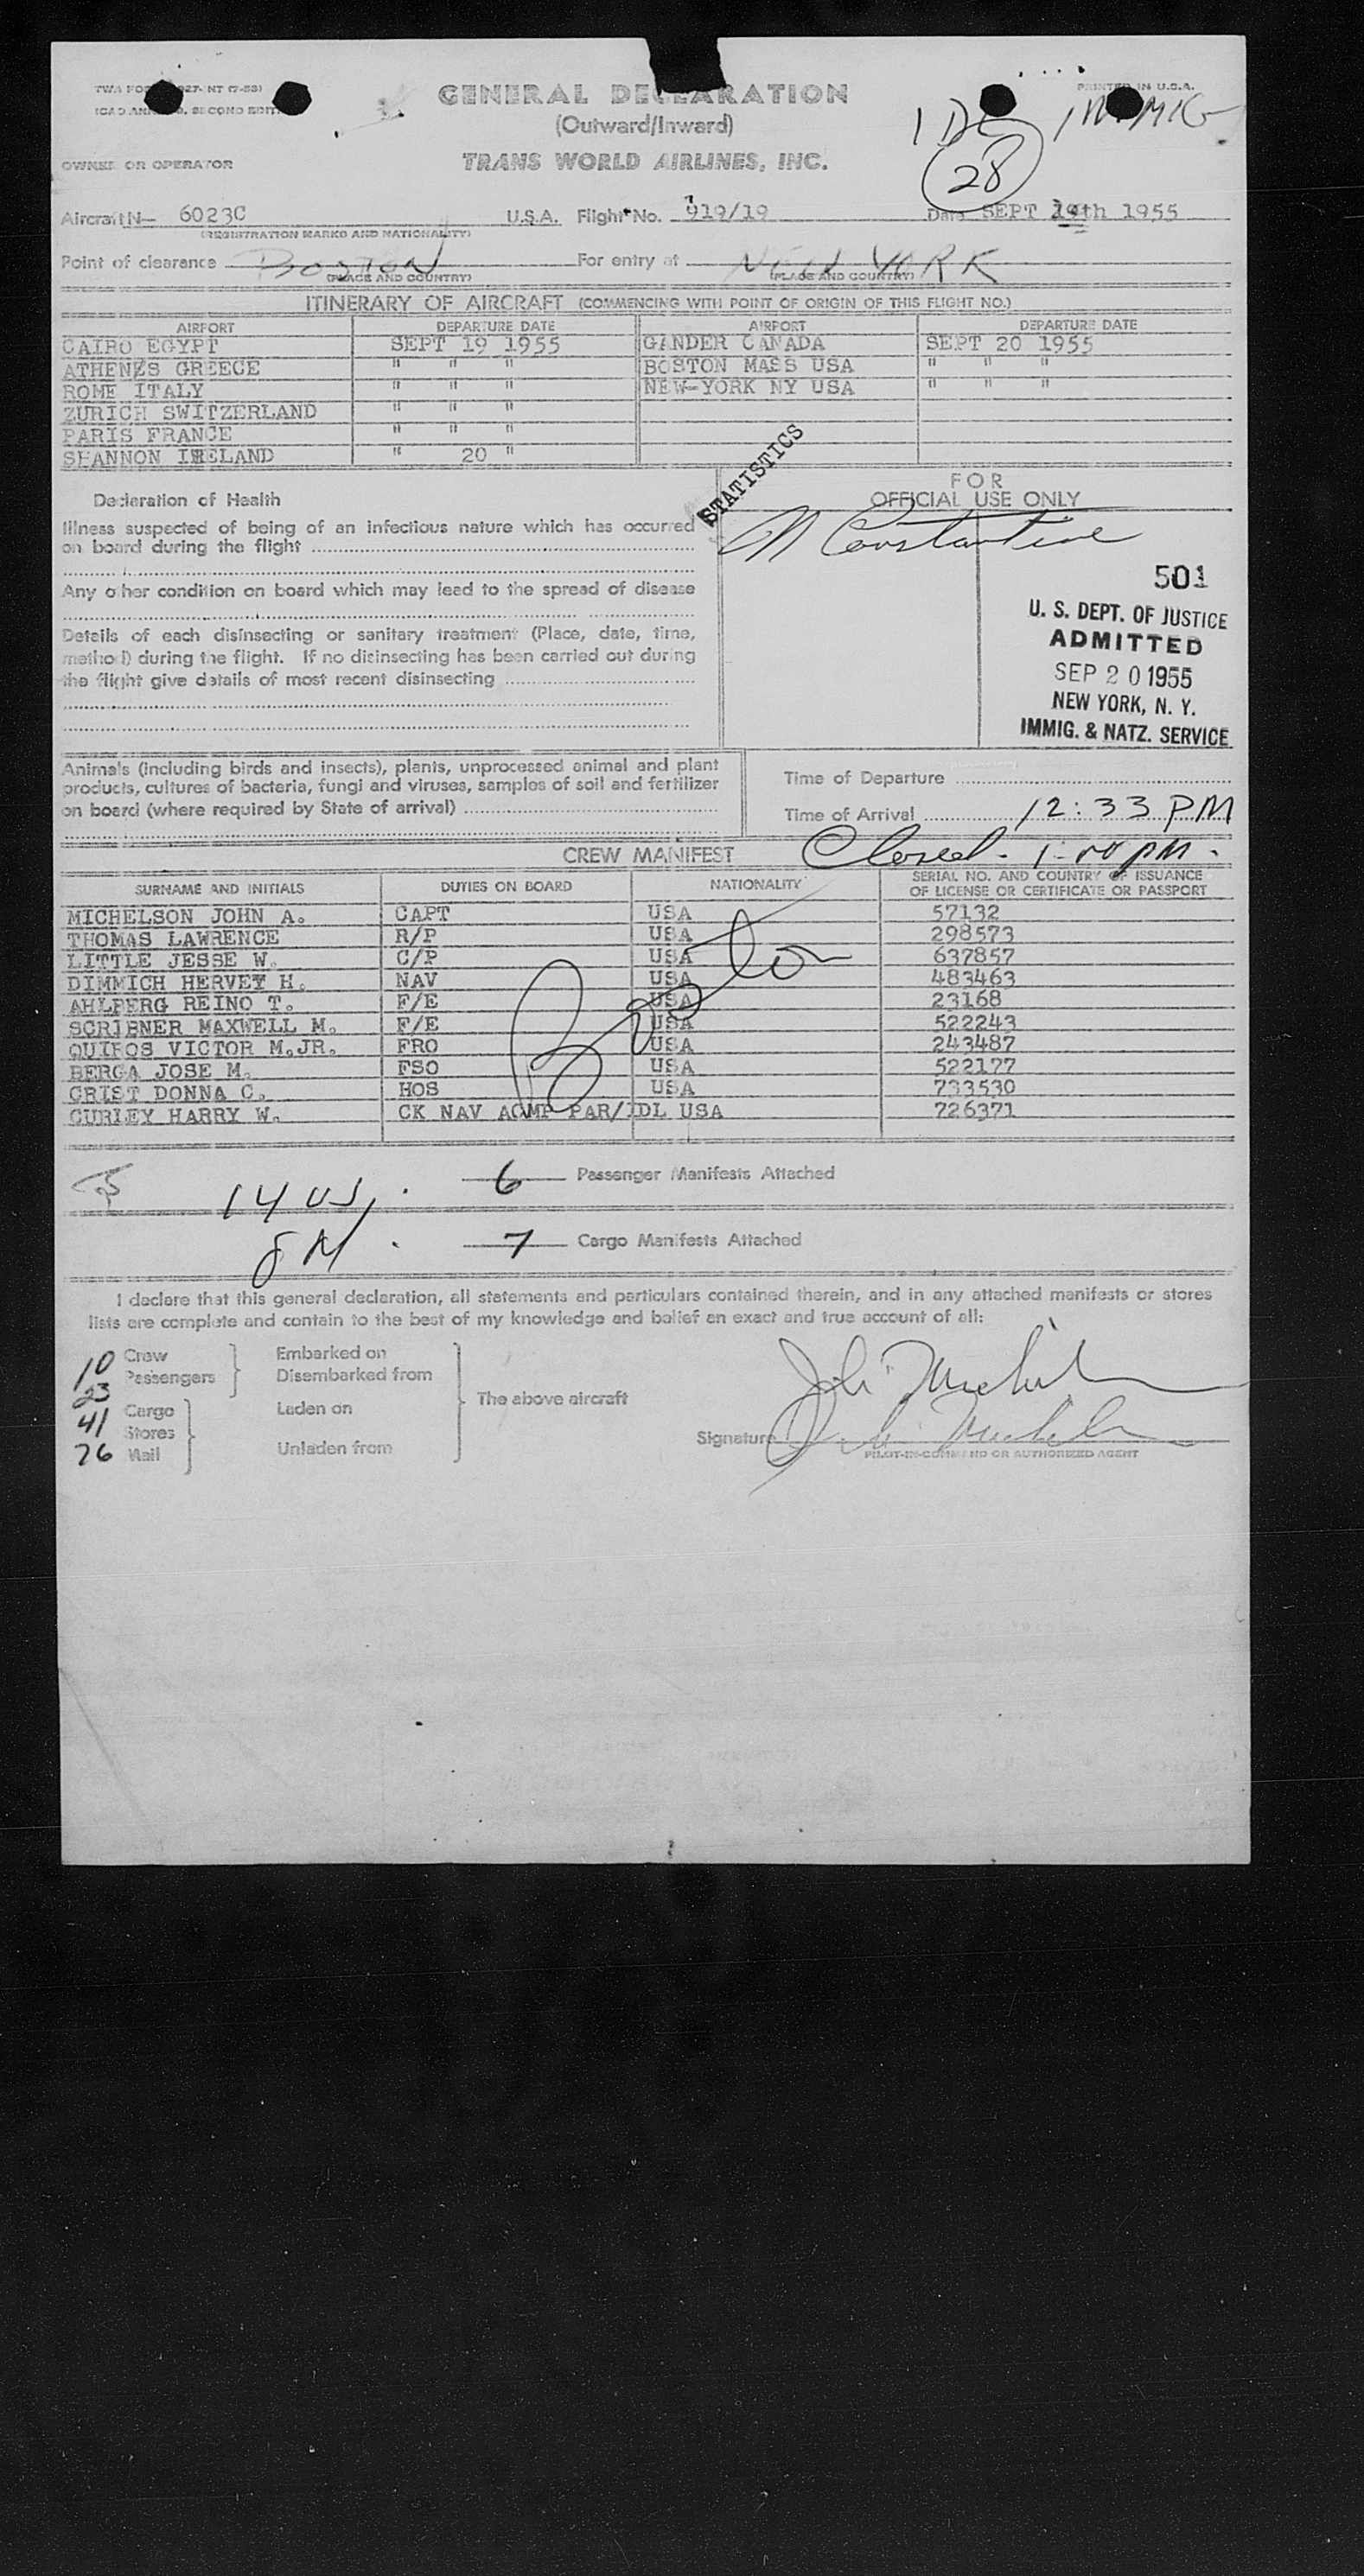 PRINTED IN U.S.A.
GENERAL DECLARATION
(Outward/Inward)
TRANS WORLD AIRLINES, INC.
28
OWNER OR OPERATOR
Aircraft N— 6023C U.S.A. Flight No. 919/19 Date SEPT 19th 1955
(REGISTRATION MARKS AND NATIONALITY)
Point of clearance BOSTON For entry at NEW YORK
(PLACE AND COUNTRY) (PLACE AND COUNTRY)
ITINERARY OF AIRCRAFT (COMMENCING WITH POINT OF ORIGIN OF THIS FLIGHT NO.)
AIRPORT DEPARTURE DATE AIRPORT DEPARTURE DATE
CAIRO EGYPT SEPT 19 1955 GANDER CANADA SEPT 20 1955
ATHENES GREECE " " " BOSTON MASS USA " " "
ROME ITALY " " " NEW-YORK NY USA " " "
ZURICH SWITZERLAND " " "
PARIS FRANCE " " "
SHANNON IRELAND " 20 "
STATISTICS
FOR
OFFICIAL USE ONLY
M Constantine
Declaration of Health
Illness suspected of being of an infectious nature which has occurred
on board during the flight
Any other condition on board which may lead to the spread of disease
Details of each disinsecting or sanitary treatment (Place, date, time,
method) during the flight. If no disinsecting has been carried out during
the flight give details of most recent disinsecting
501
U. S. DEPT. OF JUSTICE
ADMITTED
SEP 20 1955
NEW YORK, N. Y.
IMMIG. & NATZ. SERVICE
Animals (including birds and insects), plants, unprocessed animal and plant
products, cultures of bacteria, fungi and viruses, samples of soil and fertilizer
on board (where required by State of arrival)
Time of Departure
Time of Arrival 12:33 PM
Closed - 1-00 pm.
CREW MANIFEST
SURNAME AND INITIALS DUTIES ON BOARD NATIONALITY SERIAL NO. AND COUNTRY OF ISSUANCE
OF LICENSE OR CERTIFICATE OR PASSPORT
MICHELSON JOHN A. CAPT USA 57132
THOMAS LAWRENCE R/P USA 298573
LITTLE JESSE W. C/P USA 637857
DIMMICH HERVEY H. NAV USA 483463
AHLBERG REINO T. F/E USA 23168
SCRIBNER MAXWELL M. F/E USA 522243
QUIROS VICTOR M.JR. FRO USA 243487
BERGA JOSE M. FSO USA 522177
CRIST DONNA C. HOS USA 733530
CURLEY HARRY W. CK NAV ACMP PAR/IDL USA 726371
Boston
14 US. 6 Passenger Manifests Attached
7 Cargo Manifests Attached
I declare that this general declaration, all statements and particulars contained therein, and in any attached manifests or stores
lists are complete and contain to the best of my knowledge and belief an exact and true account of all:
10 Crew Embarked on
23 Passengers Disembarked from
The above aircraft
41 Cargo Laden on
Stores
76 Mail Unladen from
Signature
PILOT-IN-COMMAND OR AUTHORIZED AGENT